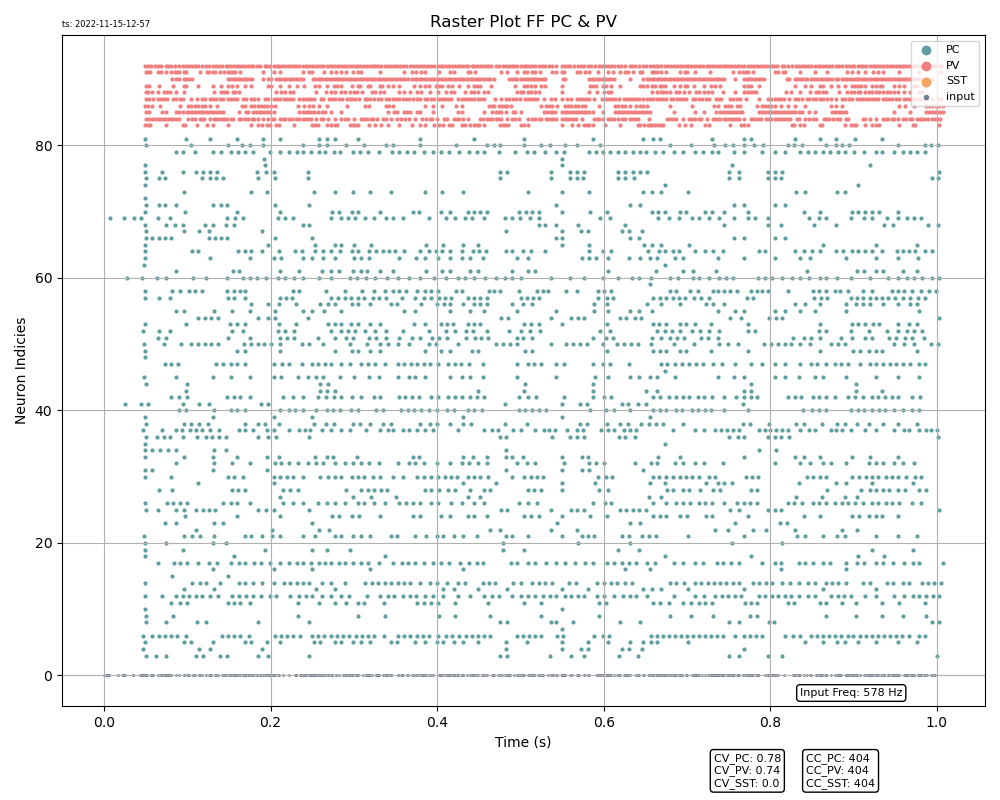 ts: 2022-11-15-12-57
Raster Plot FF PC & PV
PC
PV
SST
input
Neuron Indicies
80
60
40
20
0
Input Freq: 578 Hz
0.0 0.2 0.4 0.6 0.8 1.0
Time (s)
CV_PC: 0.78
CV_PV: 0.74
CV_SST: 0.0
CC_PC: 404
CC_PV: 404
CC_SST: 404